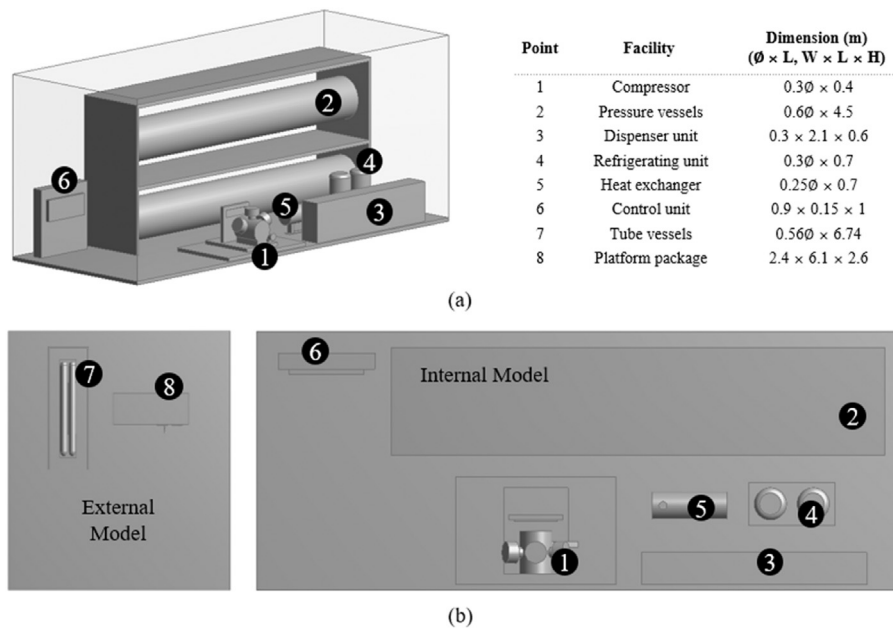 2
4
6
5
3
1
Point Facility Dimension (m)
(Ø × L, W × L × H)
1 Compressor 0.3Ø × 0.4
2 Pressure vessels 0.6Ø × 4.5
3 Dispenser unit 0.3 × 2.1 × 0.6
4 Refrigerating unit 0.3Ø × 0.7
5 Heat exchanger 0.25Ø × 0.7
6 Control unit 0.9 × 0.15 × 1
7 Tube vessels 0.56Ø × 6.74
8 Platform package 2.4 × 6.1 × 2.6
(a)
7
8
External
Model
6
Internal Model
2
5
4
1
3
(b)